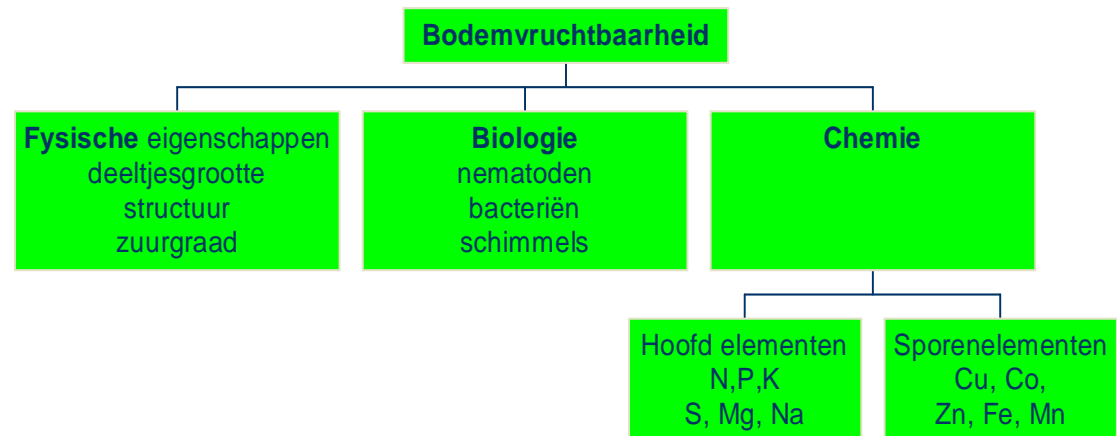 Bodemvruchtbaarheid
Fysische eigenschappen
deeltjesgrootte
structuur
zuurgraad
Biologie
nematoden
bacteriën
schimmels
Chemie
Hoofd elementen
N,P,K
S, Mg, Na
Sporenelementen
Cu, Co,
Zn, Fe, Mn